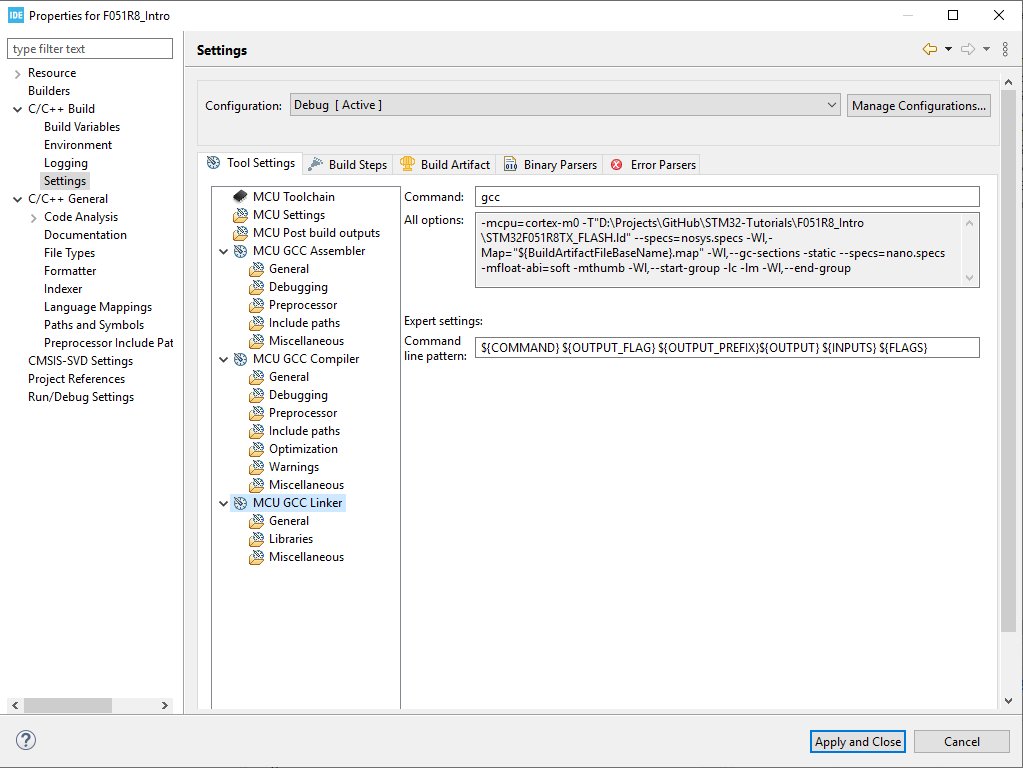 IDE Properties for F051R8_Intro
type filter text
Resource
Builders
C/C++ Build
Build Variables
Environment
Logging
Settings
C/C++ General
Code Analysis
Documentation
File Types
Formatter
Indexer
Language Mappings
Paths and Symbols
Preprocessor Include Pat
CMSIS-SVD Settings
Project References
Run/Debug Settings
Settings
Configuration: Debug [ Active ] Manage Configurations...
Tool Settings Build Steps Build Artifact Binary Parsers Error Parsers
MCU Toolchain
MCU Settings
MCU Post build outputs
MCU GCC Assembler
General
Debugging
Preprocessor
Include paths
Miscellaneous
MCU GCC Compiler
General
Debugging
Preprocessor
Include paths
Optimization
Warnings
Miscellaneous
MCU GCC Linker
General
Libraries
Miscellaneous
Command: gcc
All options: -mcpu=cortex-m0 -T"D:\Projects\GitHub\STM32-Tutorials\F051R8_Intro
\STM32F051R8TX_FLASH.ld" --specs=nosys.specs -Wl,-
Map="${BuildArtifactFileBaseName}.map" -Wl,--gc-sections -static --specs=nano.specs
-mfloat-abi=soft -mthumb -Wl,--start-group -lc -lm -Wl,--end-group
Expert settings:
Command
line pattern: ${COMMAND} ${OUTPUT_FLAG} ${OUTPUT_PREFIX}${OUTPUT} ${INPUTS} ${FLAGS}
? Apply and Close Cancel